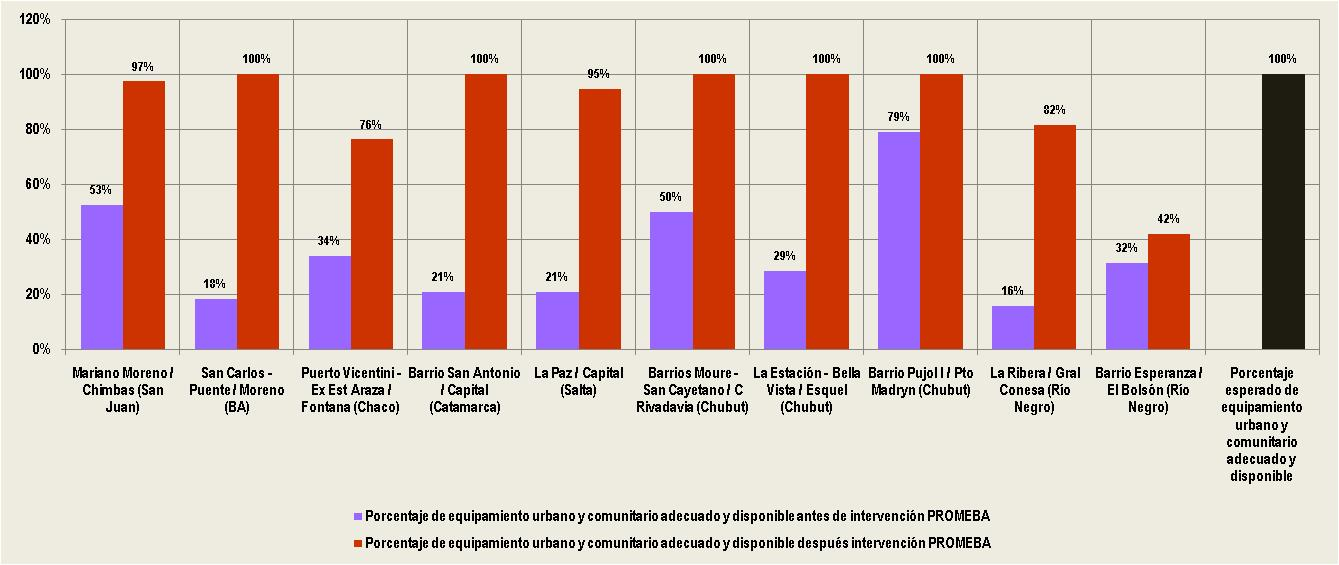 120%
100%
80%
60%
40%
20%
0%
53%
97%
18%
100%
34%
76%
21%
100%
21%
95%
50%
100%
29%
100%
79%
100%
16%
82%
32%
42%
100%
Mariano Moreno /
Chimbas (San
Juan)
San Carlos -
Puente / Moreno
(BA)
Puerto Vicentini -
Ex Est Araza /
Fontana (Chaco)
Barrio San Antonio
/ Capital
(Catamarca)
La Paz / Capital
(Salta)
Barrios Moure -
San Cayetano / C
Rivadavia (Chubut)
La Estación - Bella
Vista / Esquel
(Chubut)
Barrio Pujol I / Pto
Madryn (Chubut)
La Ribera / Gral
Conesa (Río
Negro)
Barrio Esperanza /
El Bolsón (Río
Negro)
Porcentaje
esperado de
equipamiento
urbano y
comunitario
adecuado y
disponible
Porcentaje de equipamiento urbano y comunitario adecuado y disponible antes de intervención PROMEBA
Porcentaje de equipamiento urbano y comunitario adecuado y disponible después intervención PROMEBA